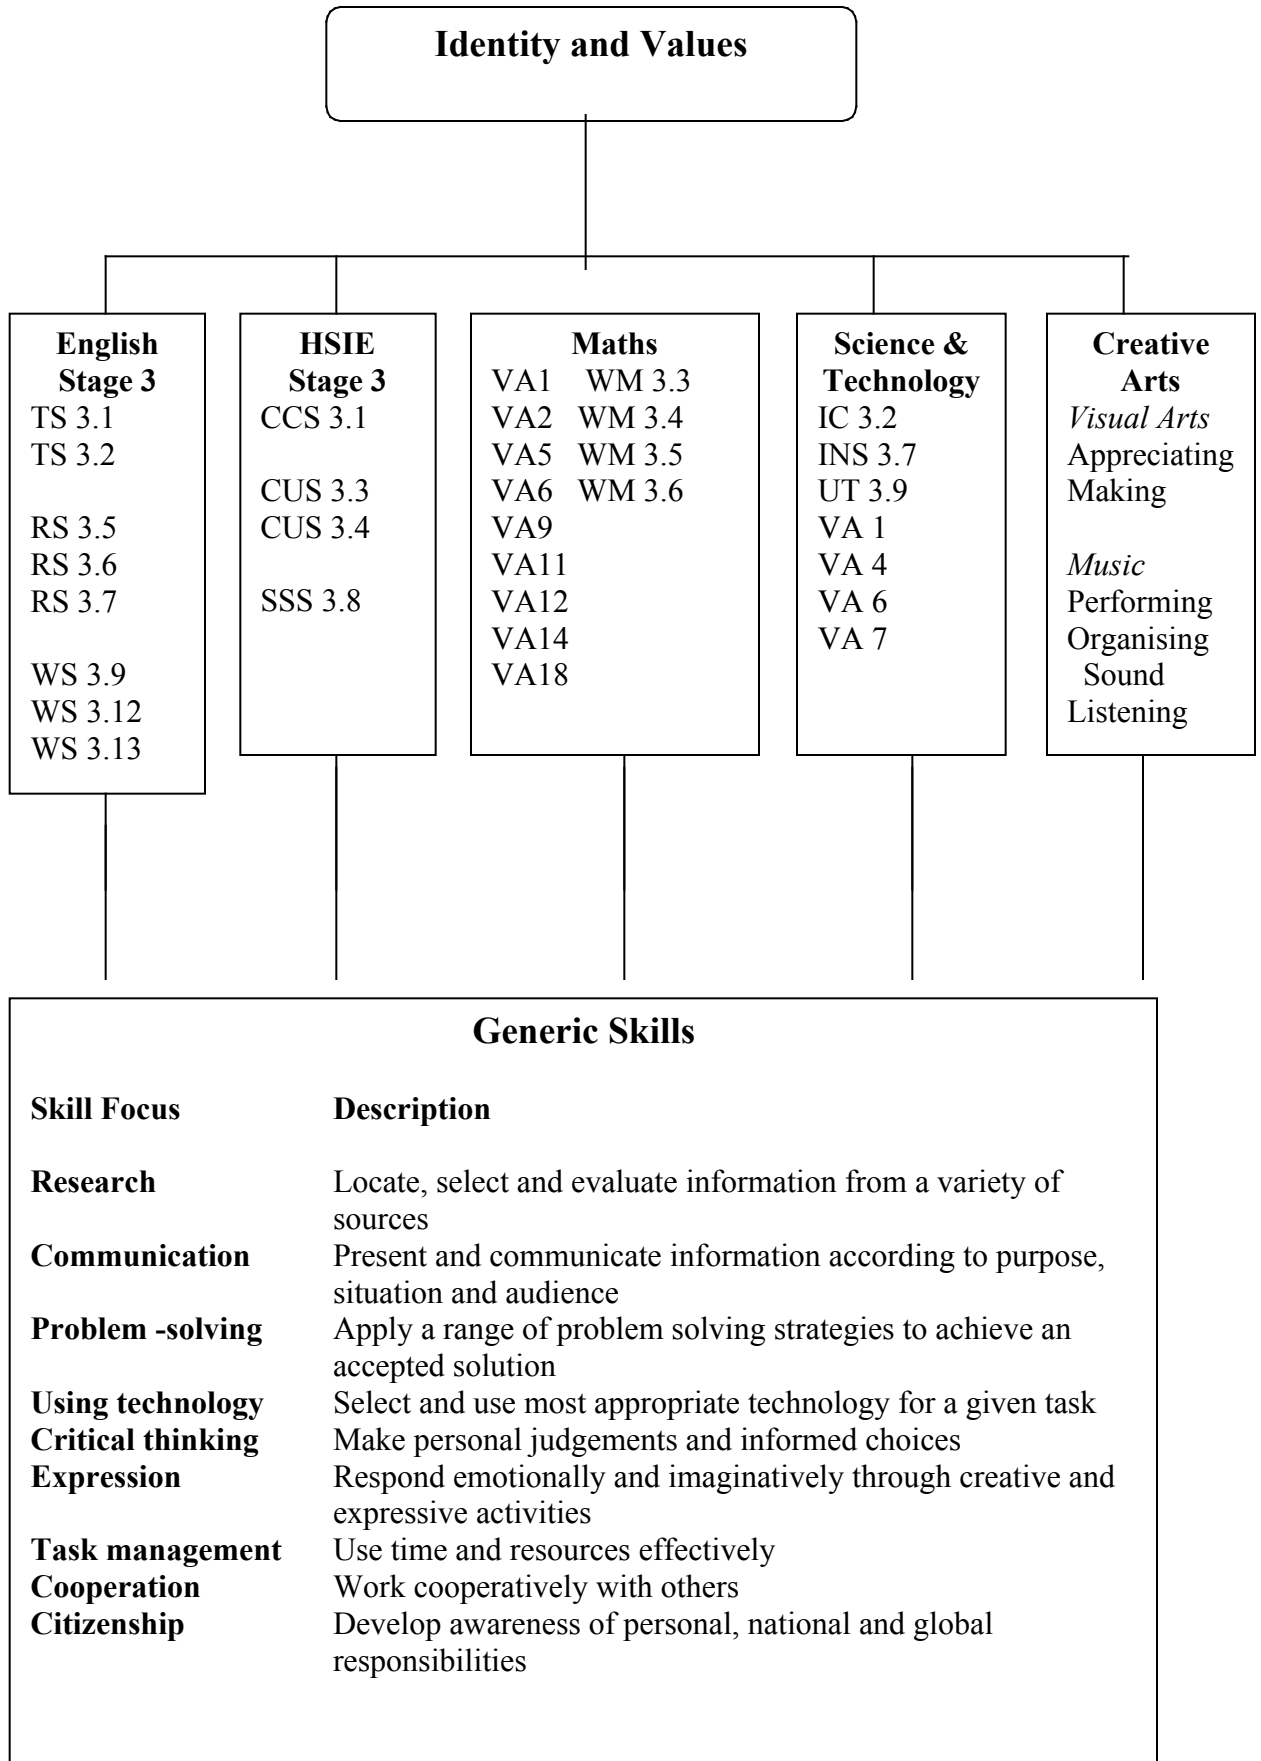 Identity and Values
English
Stage 3
TS 3.1
TS 3.2
RS 3.5
RS 3.6
RS 3.7
WS 3.9
WS 3.12
WS 3.13
HSIE
Stage 3
CCS 3.1
CUS 3.3
CUS 3.4
SSS 3.8
Maths
VA1 WM 3.3
VA2 WM 3.4
VA5 WM 3.5
VA6 WM 3.6
VA9
VA11
VA12
VA14
VA18
Science &
Technology
IC 3.2
INS 3.7
UT 3.9
VA 1
VA 4
VA 6
VA 7
Creative
Arts
Visual Arts
Appreciating
Making
Music
Performing
Organising
Sound
Listening
Generic Skills
Skill Focus Description
Research Locate, select and evaluate information from a variety of
sources
Communication Present and communicate information according to purpose,
situation and audience
Problem -solving Apply a range of problem solving strategies to achieve an
accepted solution
Using technology Select and use most appropriate technology for a given task
Critical thinking Make personal judgements and informed choices
Expression Respond emotionally and imaginatively through creative and
expressive activities
Task management Use time and resources effectively
Cooperation Work cooperatively with others
Citizenship Develop awareness of personal, national and global
responsibilities